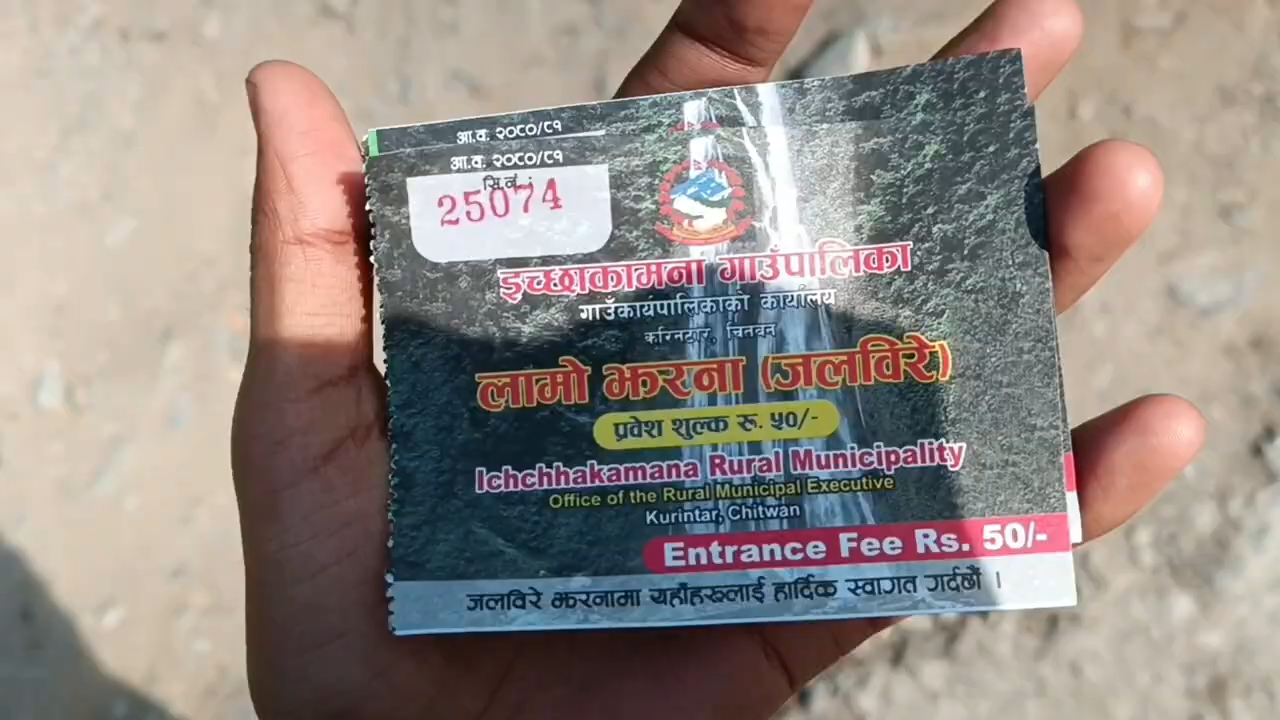 आ.व. २०८०/८१
आ.व. २०८०/८१
सि.नं.:
25074
इच्छाकामना गाउँपालिका
गाउँकार्यपालिकाको कार्यालय
कुरिनटार, चितवन
लामो झरना (जलविरे)
प्रवेश शुल्क रु. ५०/-
Ichchhakamana Rural Municipality
Office of the Rural Municipal Executive
Kurintar, Chitwan
Entrance Fee Rs. 50/-
जलविरे झरनामा यहाँहरूलाई हार्दिक स्वागत गर्दछौं ।